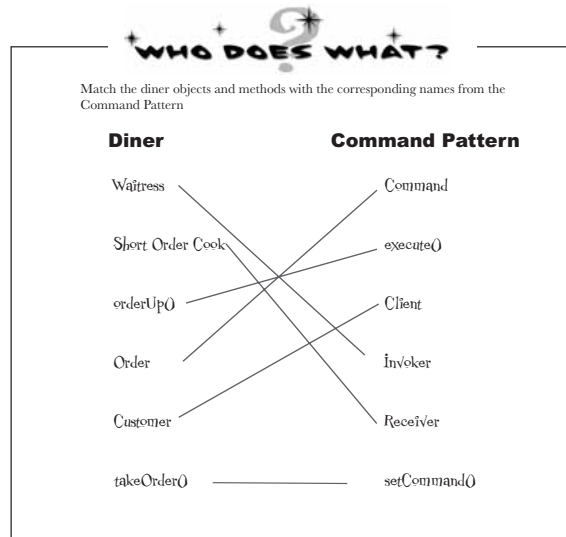 WHO DOES WHAT?
Match the diner objects and methods with the corresponding names from the
Command Pattern
Diner
Command Pattern
Waitress
Command
Short Order Cook
execute()
orderUp()
Client
Order
Invoker
Customer
Receiver
takeOrder()
setCommand()